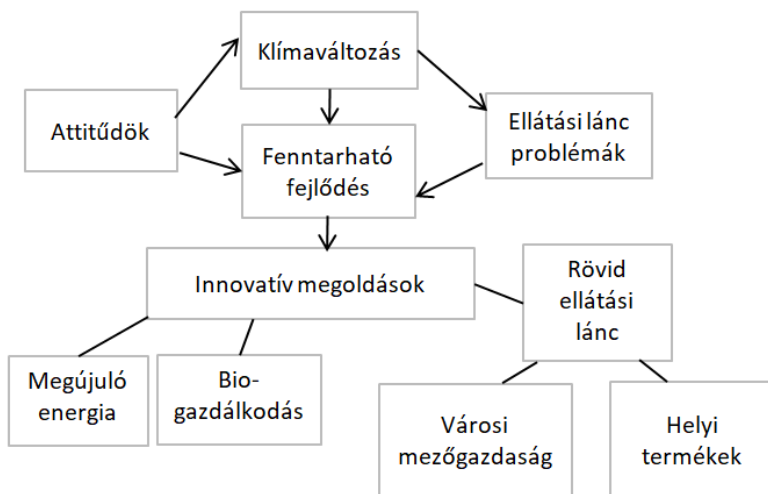 Klímaváltozás
Attitűdök
Ellátási lánc
problémák
Fenntarható
fejlődés
Innovatív megoldások
Rövid
ellátási
lánc
Megújuló
energia
Bio-
gazdálkodás
Városi
mezőgazdaság
Helyi
termékek